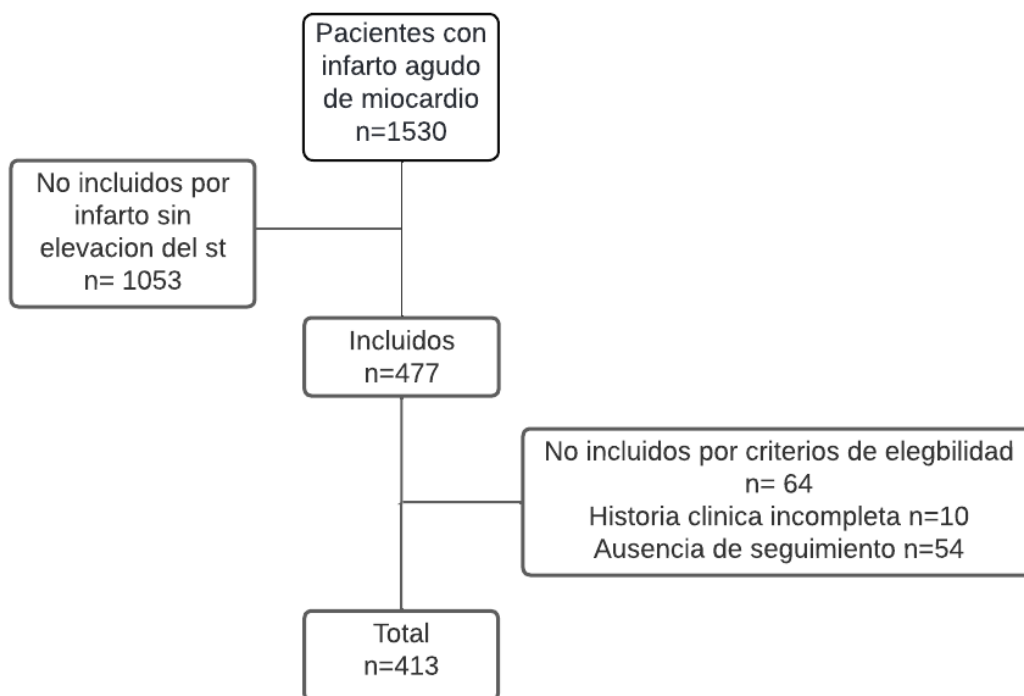 Pacientes con
infarto agudo
de miocardio
n=1530
No incluidos por
infarto sin
elevacion del st
n= 1053
Incluidos
n=477
No incluidos por criterios de elegbilidad
n= 64
Historia clinica incompleta n=10
Ausencia de seguimiento n=54
Total
n=413